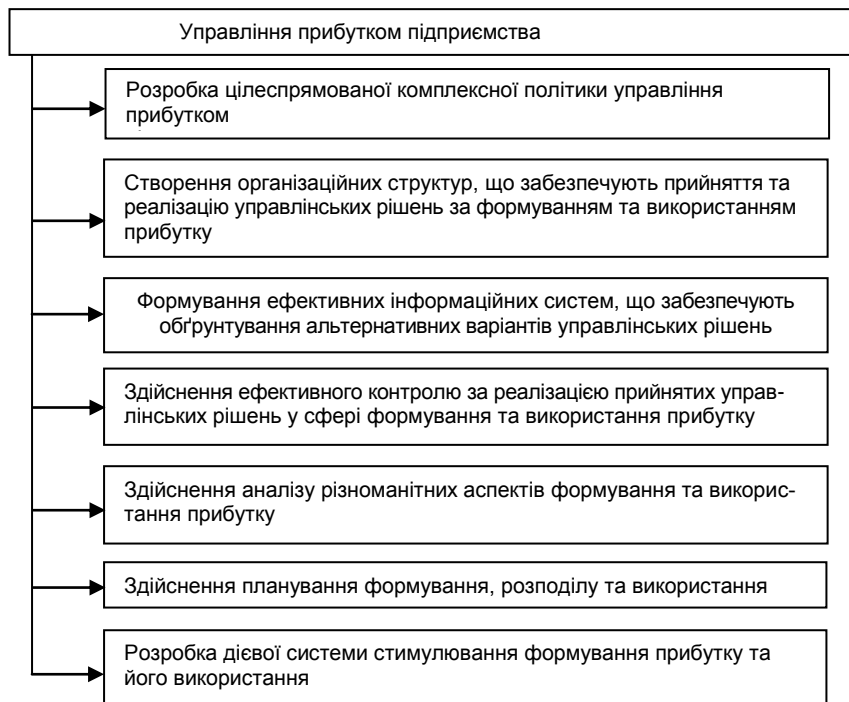 Управління прибутком підприємства
Розробка цілеспрямованої комплексної політики управління
прибутком
Створення організаційних структур, що забезпечують прийняття та
реалізацію управлінських рішень за формуванням та використанням
прибутку
Формування ефективних інформаційних систем, що забезпечують
обґрунтування альтернативних варіантів управлінських рішень
Здійснення ефективного контролю за реалізацією прийнятих управ-
лінських рішень у сфері формування та використання прибутку
Здійснення аналізу різноманітних аспектів формування та викорис-
тання прибутку
Здійснення планування формування, розподілу та використання
Розробка дієвої системи стимулювання формування прибутку та
його використання